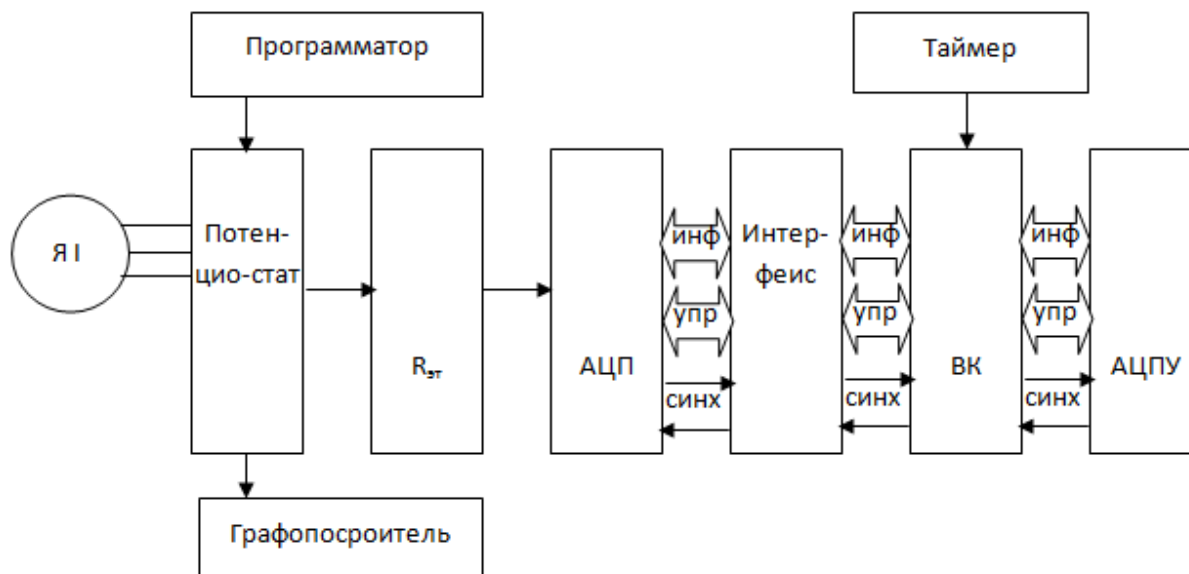 Программатор
Таймер
Я I
Потен-
цио-стат
Rэт
АЦП
инф
упр
синх
Интер-
феис
инф
упр
синх
ВК
инф
упр
синх
АЦПУ
Графопосроитель